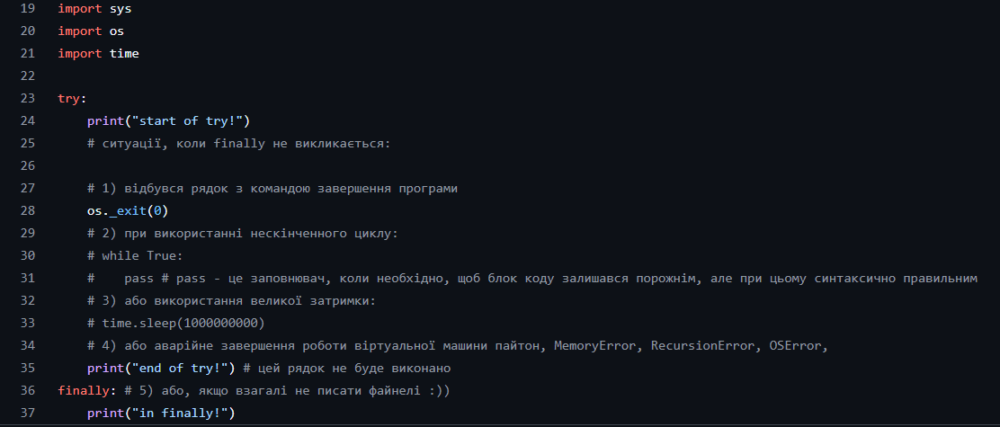 19 import sys
20 import os
21 import time
22
23 try:
24     print("start of try!")
25     # ситуації, коли finally не викликається:
26
27     # 1) відбувся рядок з командою завершення програми
28     os._exit(0)
29     # 2) при використанні нескінченного циклу:
30     # while True:
31     #    pass # pass - це заповнювач, коли необхідно, щоб блок коду залишався порожнім, але при цьому синтаксично правильним
32     # 3) або використання великої затримки:
33     # time.sleep(1000000000)
34     # 4) або аварійне завершення роботи віртуальної машини пайтон, MemoryError, RecursionError, OSError,
35     print("end of try!") # цей рядок не буде виконано
36 finally: # 5) або, якщо взагалі не писати файнелі :))
37     print("in finally!")